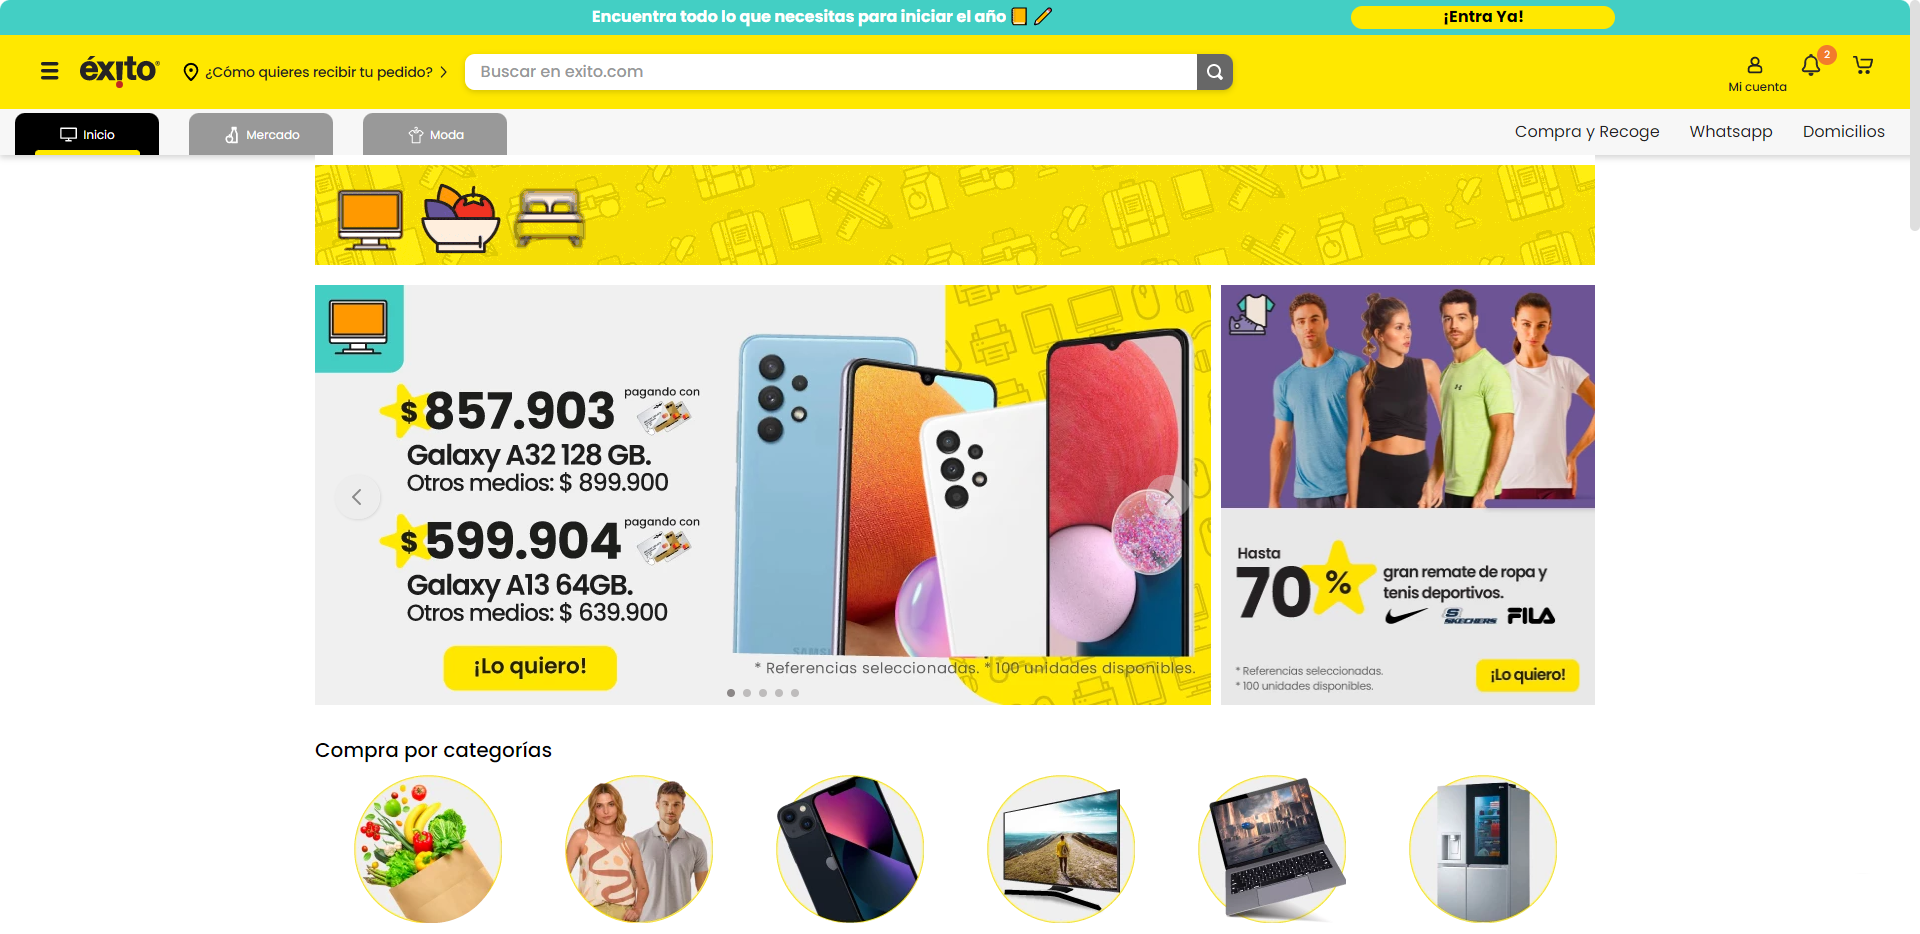 Encuentra todo lo que necesitas para iniciar el año
¡Entra Ya!
éxito
¿Cómo quieres recibir tu pedido?
Buscar en exito.com
2
Mi cuenta
Inicio
Mercado
Moda
Compra y Recoge
Whatsapp
Domicilios
$857.903
pagando con
Galaxy A32 128 GB.
Otros medios: $ 899.900
$599.904
pagando con
Galaxy A13 64GB.
Otros medios: $ 639.900
¡Lo quiero!
* Referencias seleccionadas. * 100 unidades disponibles.
Hasta
70%
gran remate de ropa y
tenis deportivos.
SKECHERS
FILA
* Referencias seleccionadas.
* 100 unidades disponibles.
¡Lo quiero!
Compra por categorías